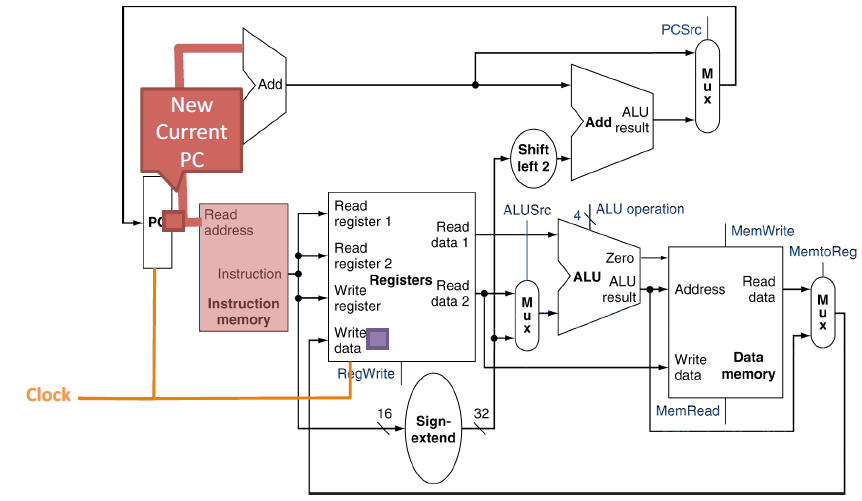 PCSrc
Add
M
u
x
New
Current
PC
Add
ALU
result
Shift
left 2
PC
Read
address
Instruction
Instruction
memory
Read
register 1
Read
register 2
Write
register
Write
data
Registers
Read
data 1
Read
data 2
RegWrite
ALUSrc
M
u
x
4
ALU operation
Zero
ALU
ALU
result
MemWrite
Address
Read
data
Write
data
Data
memory
MemRead
MemtoReg
M
u
x
Clock
16
Sign-
extend
32